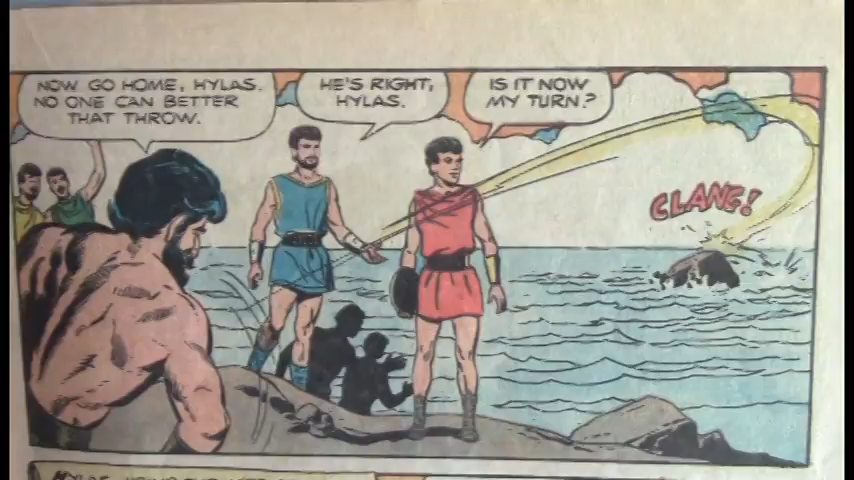 NOW GO HOME, HYLAS.
NO ONE CAN BETTER
THAT THROW.
HE'S RIGHT,
HYLAS.
IS IT NOW
MY TURN?
CLANG!